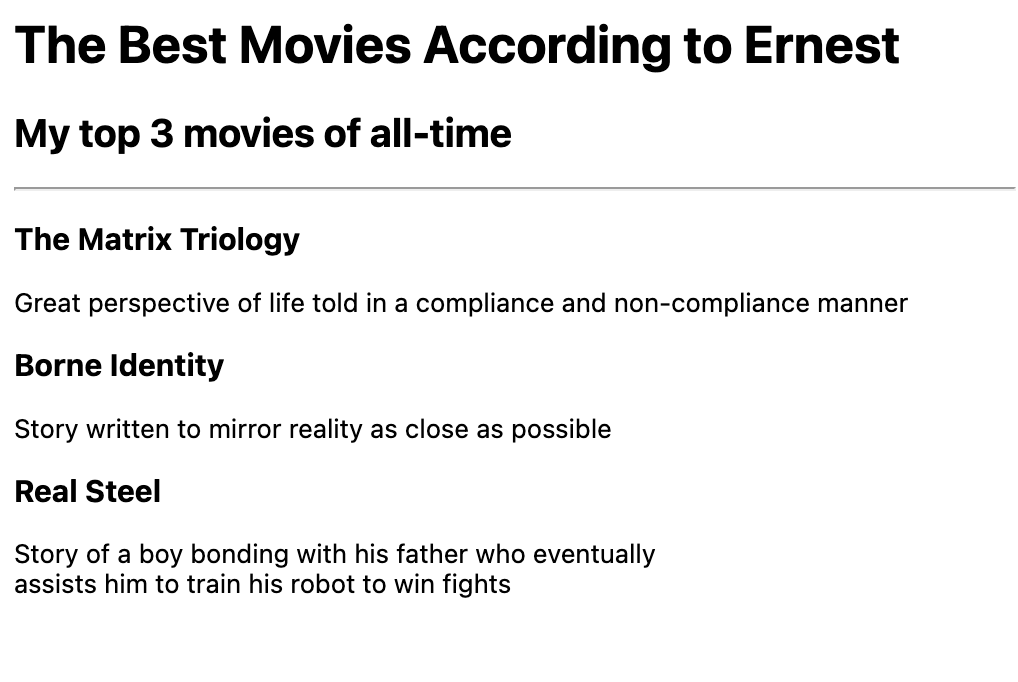 The Best Movies According to Ernest
My top 3 movies of all-time
The Matrix Triology
Great perspective of life told in a compliance and non-compliance manner
Borne Identity
Story written to mirror reality as close as possible
Real Steel
Story of a boy bonding with his father who eventually
assists him to train his robot to win fights